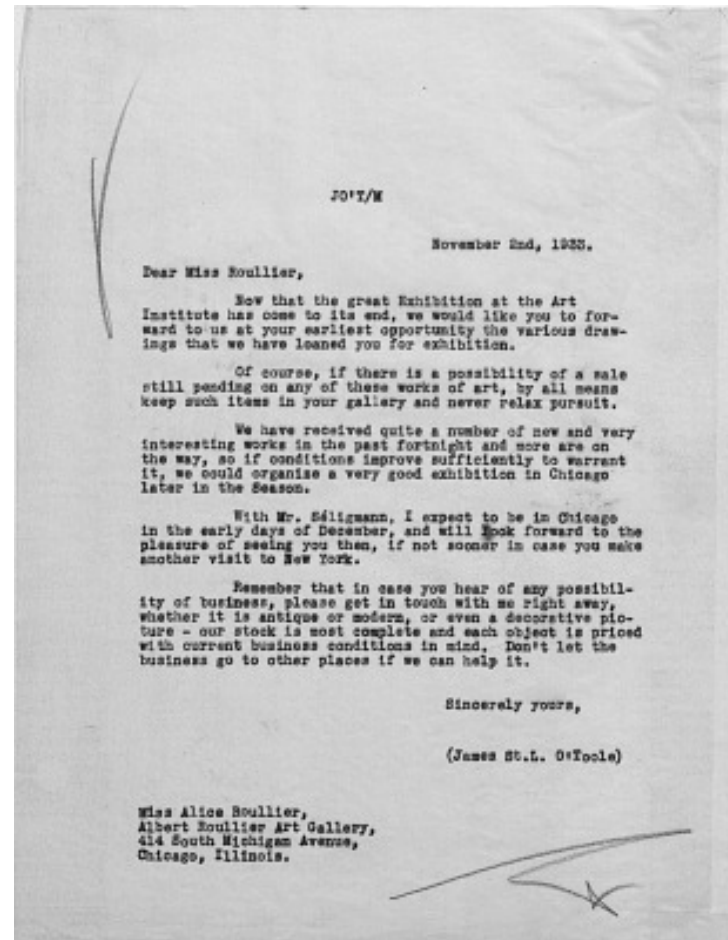 JO'T/M
November 2nd, 1933.
Dear Miss Roullier,
Now that the great Exhibition at the Art
Institute has come to its end, we would like you to for-
ward to us at your earliest opportunity the various draw-
ings that we have loaned you for exhibition.
Of course, if there is a possibility of a sale
still pending on any of these works of art, by all means
keep such items in your gallery and never relax pursuit.
We have received quite a number of new and very
interesting works in the past fortnight and more are on
the way, so if conditions improve sufficiently to warrant
it, we could organise a very good exhibition in Chicago
later in the Season.
With Mr. Séligmann, I expect to be in Chicago
in the early days of December, and will look forward to the
pleasure of seeing you then, if not sooner in case you make
another visit to New York.
Remember that in case you hear of any possibil-
ity of business, please get in touch with me right away,
whether it is antique or modern, or even a decorative pic-
ture - our stock is most complete and each object is priced
with current business conditions in mind. Don't let the
business go to other places if we can help it.
Sincerely yours,
(James St.L. O'Toole)
Miss Alice Roullier,
Albert Roullier Art Gallery,
414 South Michigan Avenue,
Chicago, Illinois.